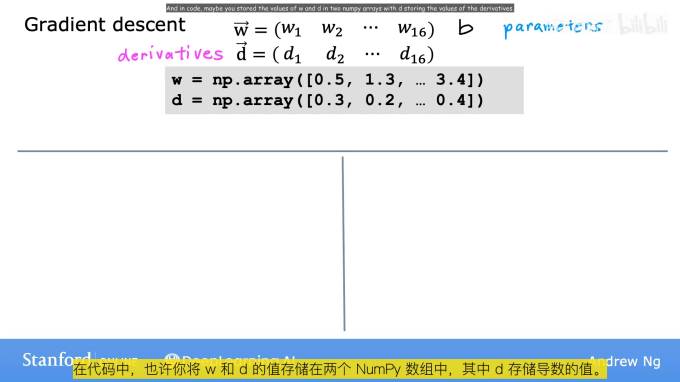 And in code, maybe you stored the values of w and d in two numpy arrays with d storing the values of the derivatives.
Gradient descent w⃗ = (w₁ w₂ ⋯ w₁₆) b parameters
bilibili
derivatives d⃗ = ( d₁ d₂ ⋯ d₁₆)
w = np.array([0.5, 1.3, … 3.4])
d = np.array([0.3, 0.2, … 0.4])
Stanford Andrew Ng
在代码中，也许你将 w 和 d 的值存储在两个 NumPy 数组中，其中 d 存储导数的值。